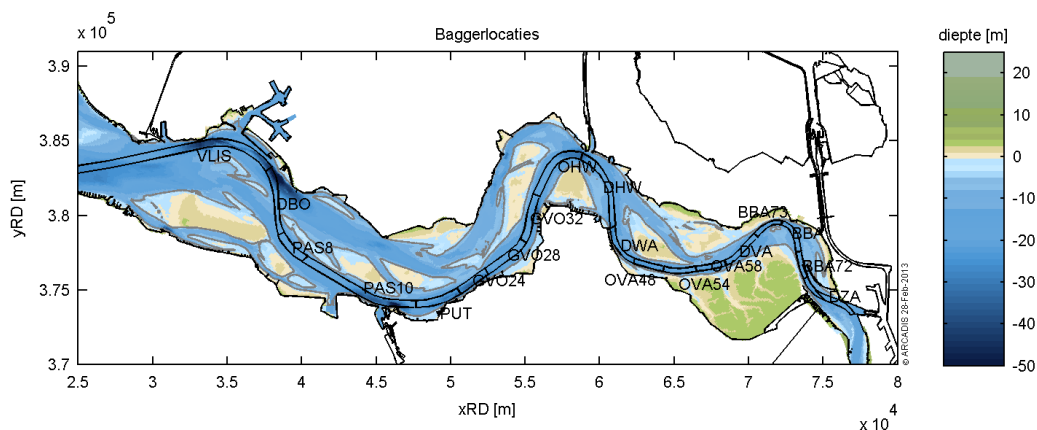 x 10^5
Baggerlocaties
diepte [m]
3.9
3.85
3.8
3.75
3.7
yRD [m]
2.5
3
3.5
4
4.5
5
5.5
6
6.5
7
7.5
8
xRD [m]
x 10^4
VLIS
DBO
PAS8
PAS10
PUT
GVO24
GVO28
GVO32
OHW
DHW
DWA
OVA48
OVA54
OVA58
DVA
BBA73
BBA
BBA72
DZA
20
10
0
-10
-20
-30
-40
-50
© ARCADIS 28-Feb-2013